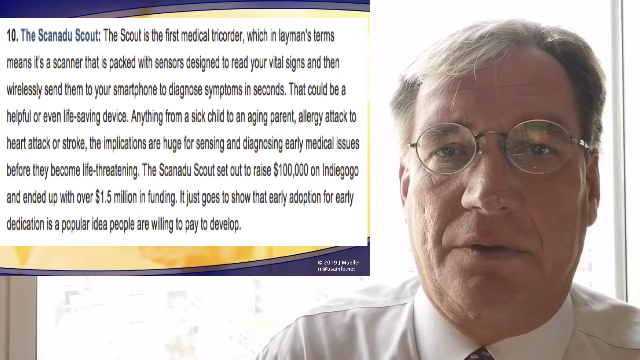 10. The Scanadu Scout: The Scout is the first medical tricorder, which in layman's terms
means it's a scanner that is packed with sensors designed to read your vital signs and then
wirelessly send them to your smartphone to diagnose symptoms in seconds. That could be a
helpful or even life-saving device. Anything from a sick child to an aging parent, allergy attack to
heart attack or stroke, the implications are huge for sensing and diagnosing early medical issues
before they become life-threatening. The Scanadu Scout set out to raise $100,000 on Indiegogo
and ended up with over $1.5 million in funding. It just goes to show that early adoption for early
dedication is a popular idea people are willing to pay to develop.
© 2019 J Mueller
m@usainfo.net